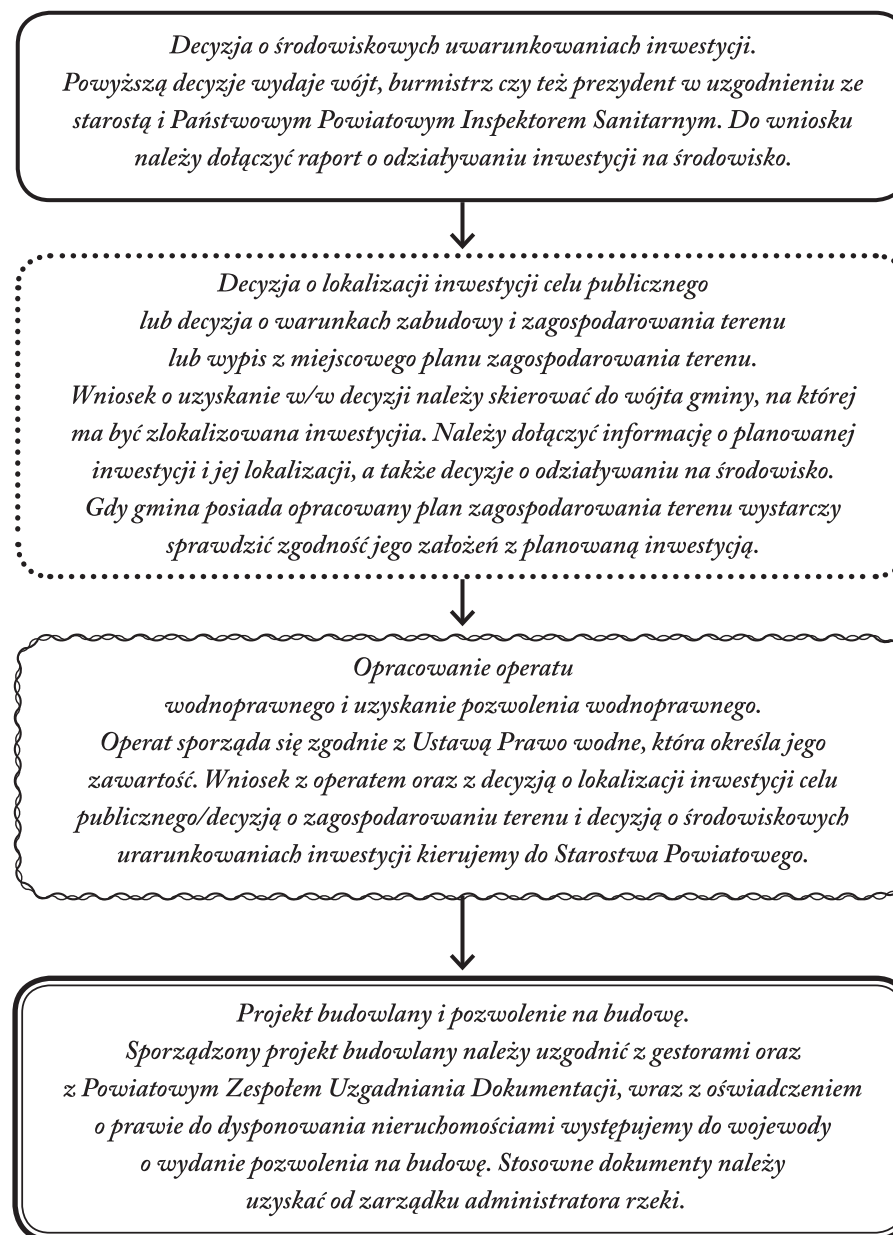 Decyzja o środowiskowych uwarunkowaniach inwestycji.
Powyższą decyzje wydaje wójt, burmistrz czy też prezydent w uzgodnieniu ze
starostą i Państwowym Powiatowym Inspektorem Sanitarnym. Do wniosku
należy dołączyć raport o odziaływaniu inwestycji na środowisko.
Decyzja o lokalizacji inwestycji celu publicznego
lub decyzja o warunkach zabudowy i zagospodarowania terenu
lub wypis z miejscowego planu zagospodarowania terenu.
Wniosek o uzyskanie w/w decyzji należy skierować do wójta gminy, na której
ma być zlokalizowana inwestycjia. Należy dołączyć informację o planowanej
inwestycji i jej lokalizacji, a także decyzje o odziaływaniu na środowisko.
Gdy gmina posiada opracowany plan zagospodarowania terenu wystarczy
sprawdzić zgodność jego założeń z planowaną inwestycją.
Opracowanie operatu
wodnoprawnego i uzyskanie pozwolenia wodnoprawnego.
Operat sporząda się zgodnie z Ustawą Prawo wodne, która określa jego
zawartość. Wniosek z operatem oraz z decyzją o lokalizacji inwestycji celu
publicznego/decyzją o zagospodarowaniu terenu i decyzją o środowiskowych
urarunkowaniach inwestycji kierujemy do Starostwa Powiatowego.
Projekt budowlany i pozwolenie na budowę.
Sporządzony projekt budowlany należy uzgodnić z gestorami oraz
z Powiatowym Zespołem Uzgadniania Dokumentacji, wraz z oświadczeniem
o prawie do dysponowania nieruchomościami występujemy do wojewody
o wydanie pozwolenia na budowę. Stosowne dokumenty należy
uzyskać od zarządku administratora rzeki.